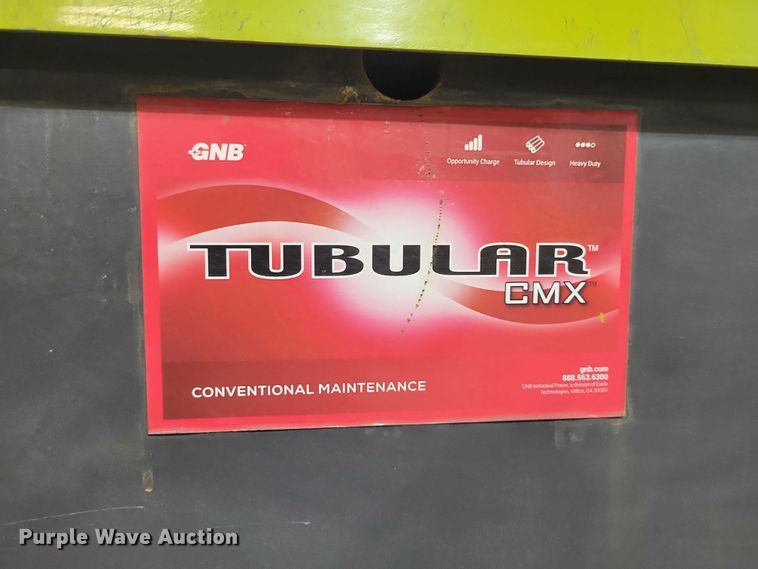 GNB
Opportunity Charge Tubular Design Heavy Duty
TUBULAR™
CMX™
CONVENTIONAL MAINTENANCE
gnb.com
888.563.6300
GNB Industrial Power, a division of Exide
Technologies, Milton, GA 30004
Purple Wave Auction